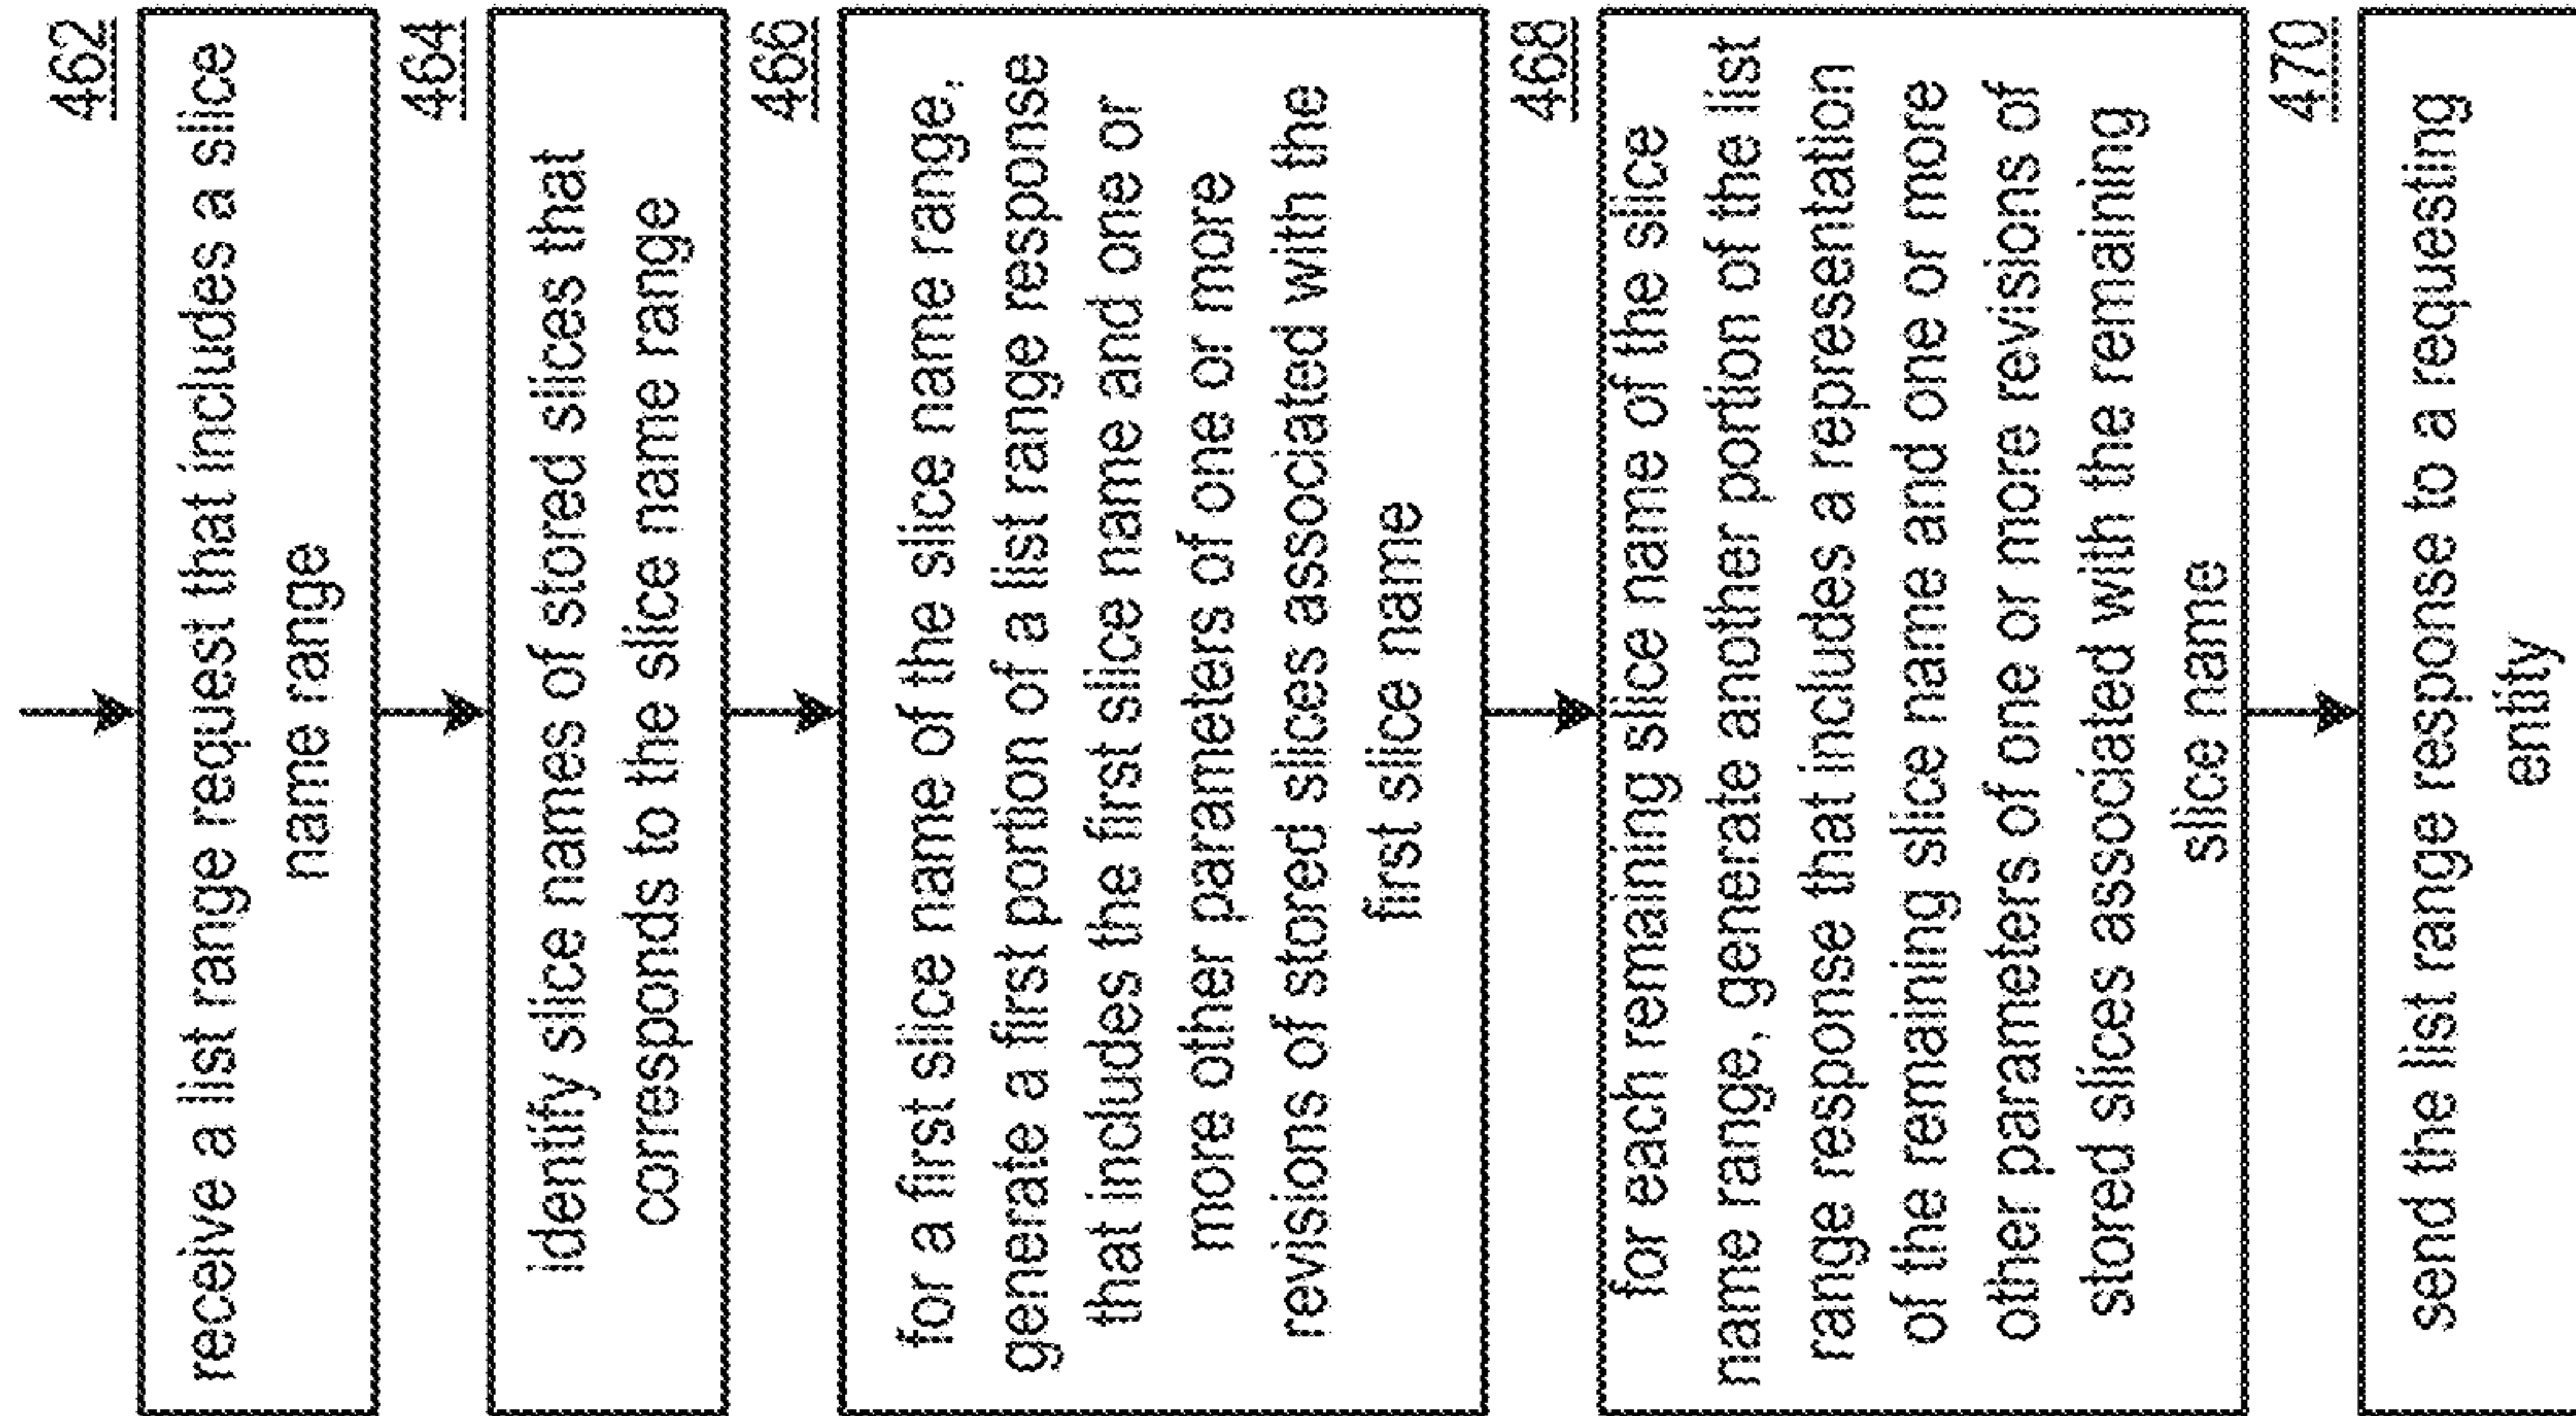 462
receive a list range request that includes a slice
name range
464
identify slice names of stored slices that
corresponds to the slice name range
466
for a first slice name of the slice name range,
generate a first portion of a list range response
that includes the first slice name and one or
more other parameters of one or more
revisions of stored slices associated with the
first slice name
468
for each remaining slice name of the slice
name range, generate another portion of the list
range response that includes a representation
of the remaining slice name and one or more
other parameters of one or more revisions of
stored slices associated with the remaining
slice name
470
send the list range response to a requesting
entity